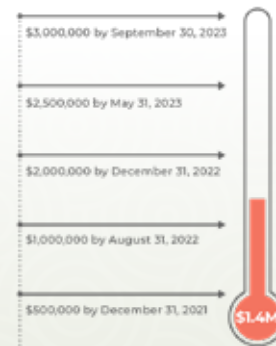 $3,000,000 by September 30, 2023
$2,500,000 by May 31, 2023
$2,000,000 by December 31, 2022
$1,000,000 by August 31, 2022
$500,000 by December 31, 2021
$1.4M